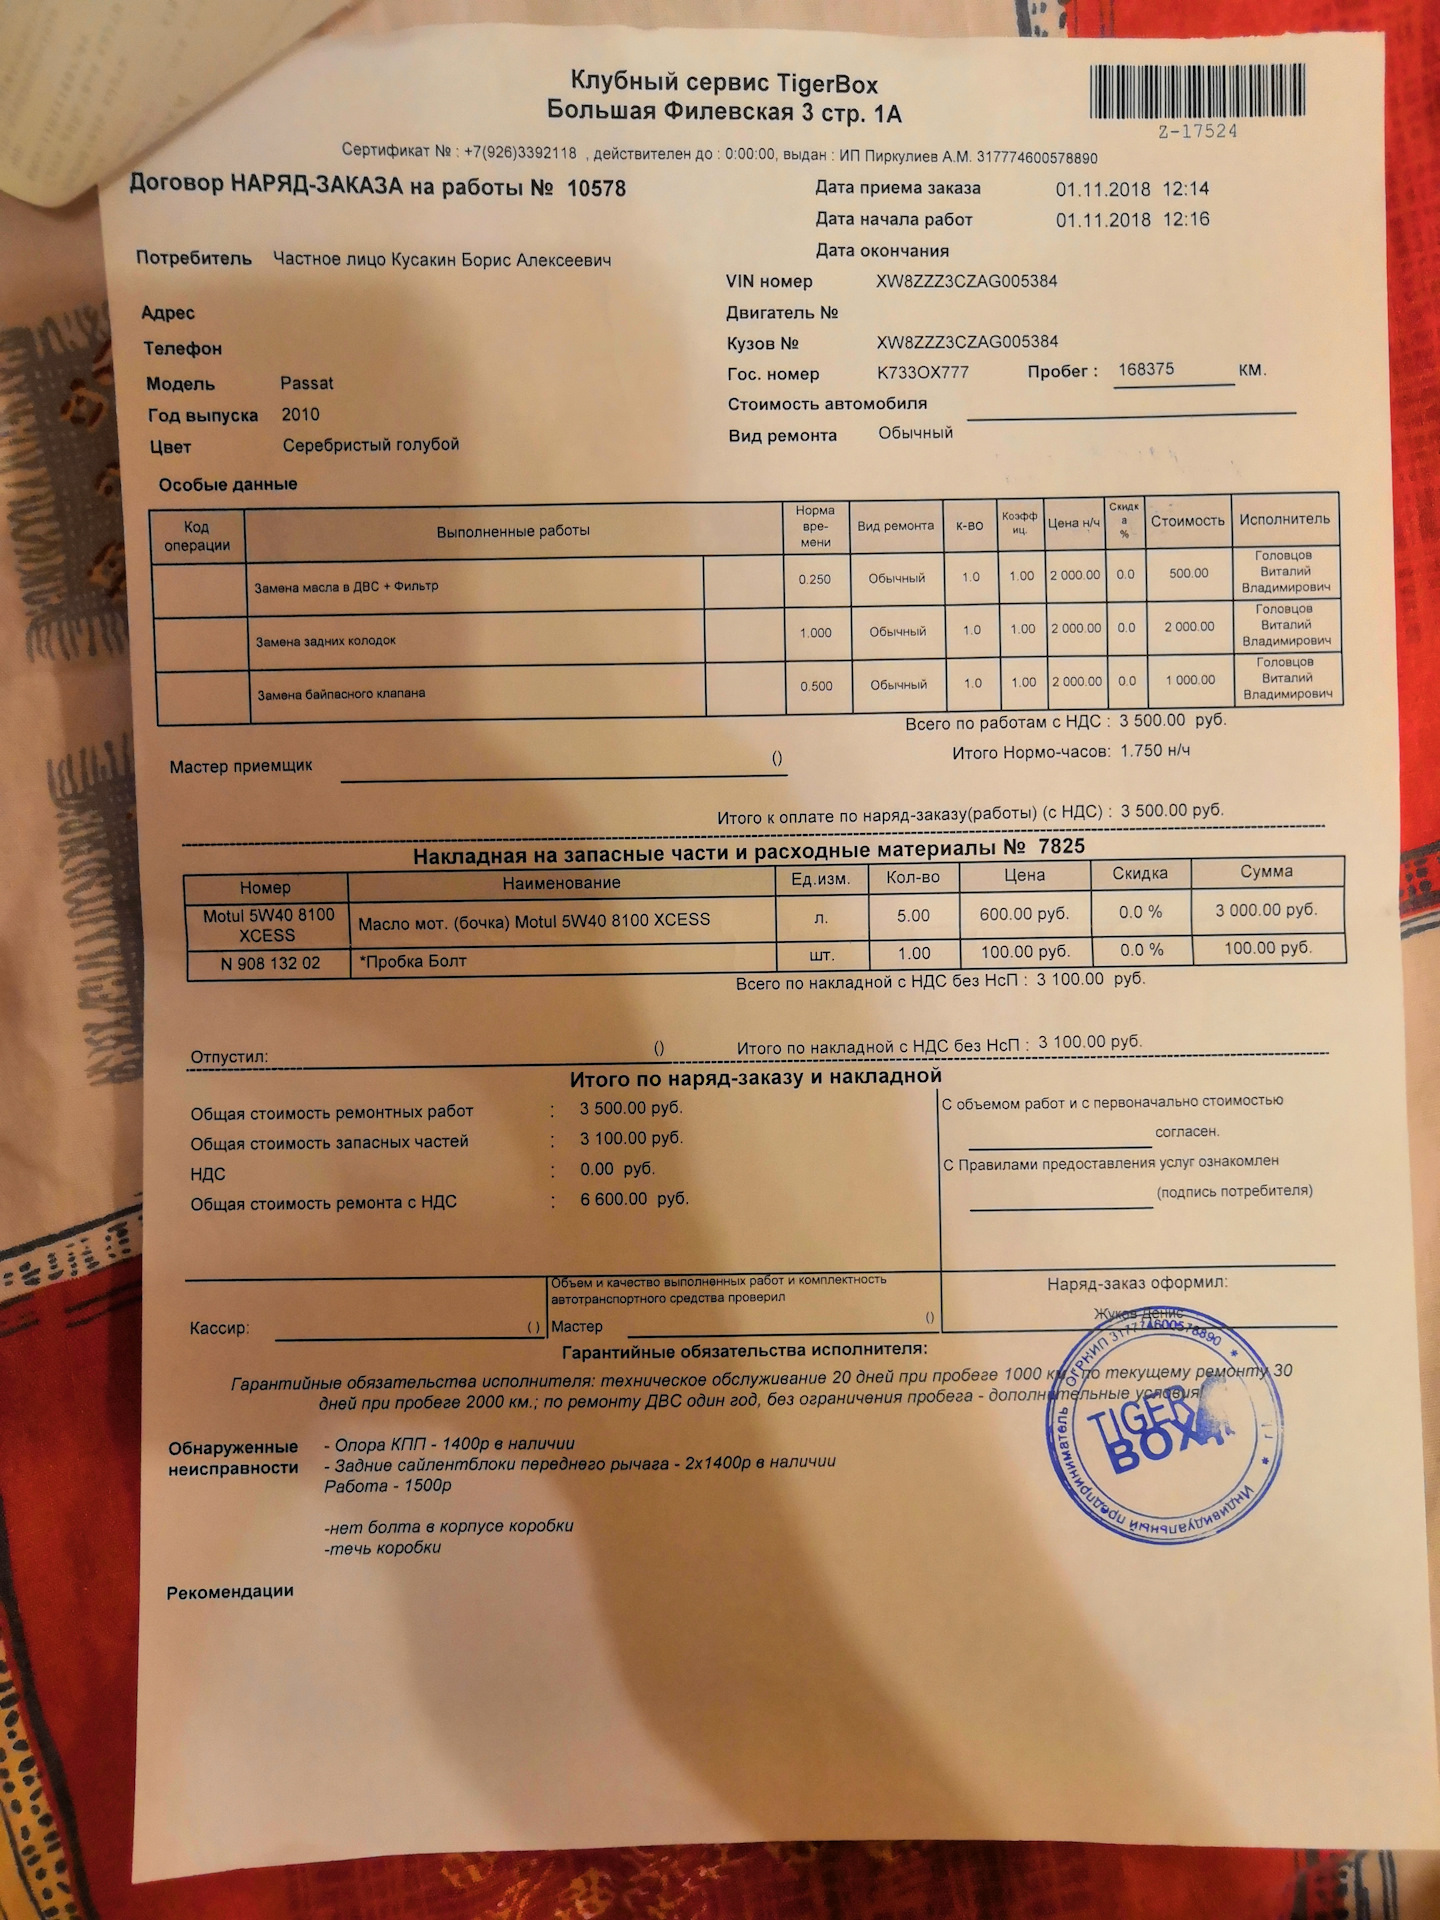 Клубный сервис TigerBox
Большая Филевская 3 стр. 1А
Z-17524
Сертификат № : +7(926)3392118 , действителен до : 0:00:00, выдан : ИП Пиркулиев А.М. 317774600578890
Договор НАРЯД-ЗАКАЗА на работы № 10578
Дата приема заказа 01.11.2018 12:14
Дата начала работ 01.11.2018 12:16
Дата окончания
Потребитель Частное лицо Кусакин Борис Алексеевич
VIN номер XW8ZZZ3CZAG005384
Адрес
Двигатель №
Телефон
Кузов № XW8ZZZ3CZAG005384
Модель Passat
Гос. номер К733ОХ777 Пробег : 168375 КМ.
Год выпуска 2010
Стоимость автомобиля
Цвет Серебристый голубой
Вид ремонта Обычный
Особые данные
Код операции Выполненные работы Норма вре- мени Вид ремонта к-во Коэфф иц. Цена н/ч Скидк а % Стоимость Исполнитель
Замена масла в ДВС + Фильтр 0.250 Обычный 1.0 1.00 2 000.00 0.0 500.00 Головцов Виталий Владимирович
Замена задних колодок 1.000 Обычный 1.0 1.00 2 000.00 0.0 2 000.00 Головцов Виталий Владимирович
Замена байпасного клапана 0.500 Обычный 1.0 1.00 2 000.00 0.0 1 000.00 Головцов Виталий Владимирович
Всего по работам с НДС : 3 500.00 руб.
Мастер приемщик ()
Итого Нормо-часов: 1.750 н/ч
Итого к оплате по наряд-заказу(работы) (с НДС) : 3 500.00 руб.
Накладная на запасные части и расходные материалы № 7825
Номер Наименование Ед.изм. Кол-во Цена Скидка Сумма
Motul 5W40 8100 XCESS Масло мот. (бочка) Motul 5W40 8100 XCESS л. 5.00 600.00 руб. 0.0 % 3 000.00 руб.
N 908 132 02 *Пробка Болт шт. 1.00 100.00 руб. 0.0 % 100.00 руб.
Всего по накладной с НДС без НсП : 3 100.00 руб.
Отпустил: () Итого по накладной с НДС без НсП : 3 100.00 руб.
Итого по наряд-заказу и накладной
Общая стоимость ремонтных работ : 3 500.00 руб.
Общая стоимость запасных частей : 3 100.00 руб.
НДС : 0.00 руб.
Общая стоимость ремонта с НДС : 6 600.00 руб.
С объемом работ и с первоначально стоимостью
согласен.
С Правилами предоставления услуг ознакомлен
(подпись потребителя)
Объем и качество выполненных работ и комплектность
автотранспортного средства проверил
Кассир: ()
Мастер ()
Наряд-заказ оформил:
Жуков Денис
Гарантийные обязательства исполнителя:
Гарантийные обязательства исполнителя: техническое обслуживание 20 дней при пробеге 1000 км., по текущему ремонту 30
дней при пробеге 2000 км.; по ремонту ДВС один год, без ограничения пробега - дополнительные условия
Индивидуальный предприниматель * ОГРНИП 317774600578890 *
TIGER
BOX
Обнаруженные неисправности
- Опора КПП - 1400р в наличии
- Задние сайлентблоки переднего рычага - 2х1400р в наличии
Работа - 1500р
-нет болта в корпусе коробки
-течь коробки
Рекомендации